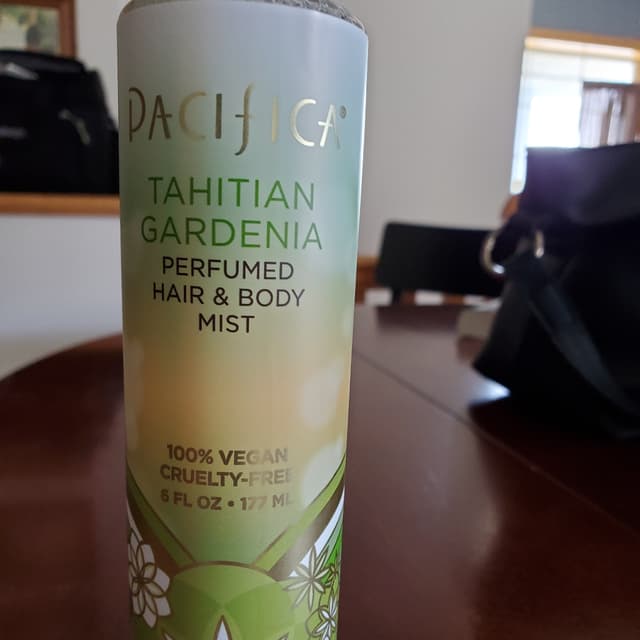 PACIFICA®
TAHITIAN
GARDENIA
PERFUMED
HAIR & BODY
MIST
100% VEGAN
CRUELTY-FREE
6 FL OZ • 177 ML